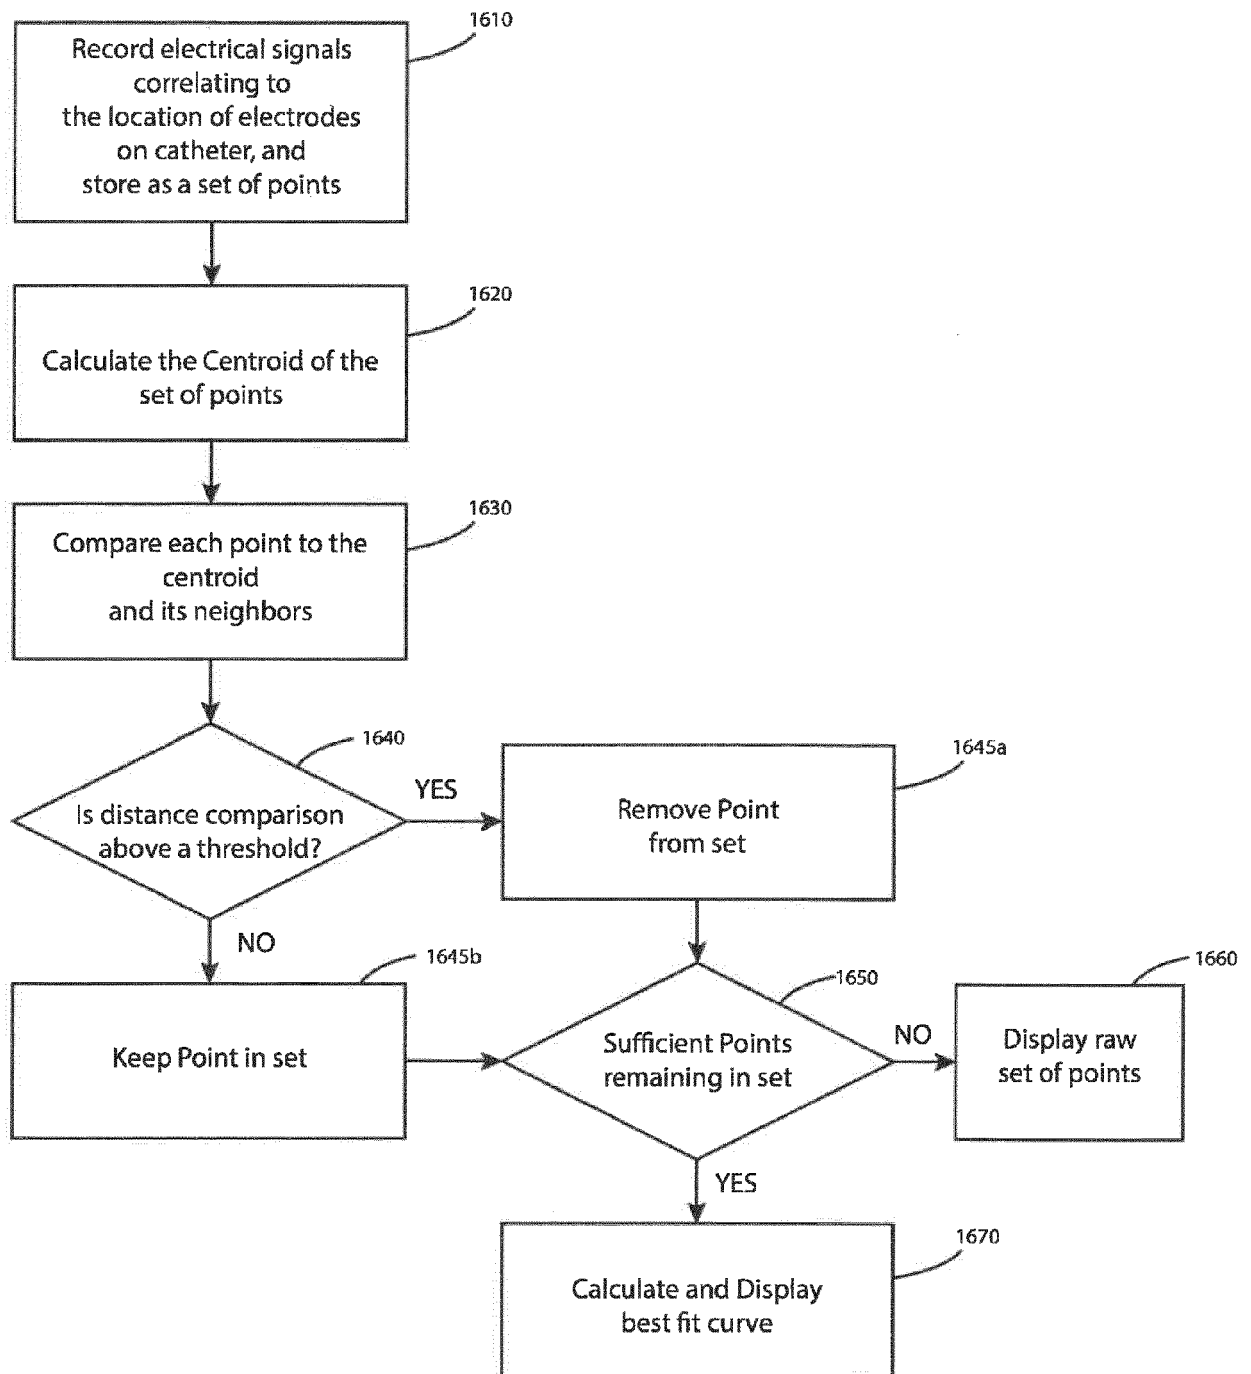 1610
Record electrical signals
correlating to
the location of electrodes
on catheter, and
store as a set of points
1620
Calculate the Centroid of the
set of points
1630
Compare each point to the
centroid
and its neighbors
1640
Is distance comparison
above a threshold?
YES
1645a
Remove Point
from set
NO
1645b
Keep Point in set
1650
Sufficient Points
remaining in set
NO
1660
Display raw
set of points
YES
1670
Calculate and Display
best fit curve